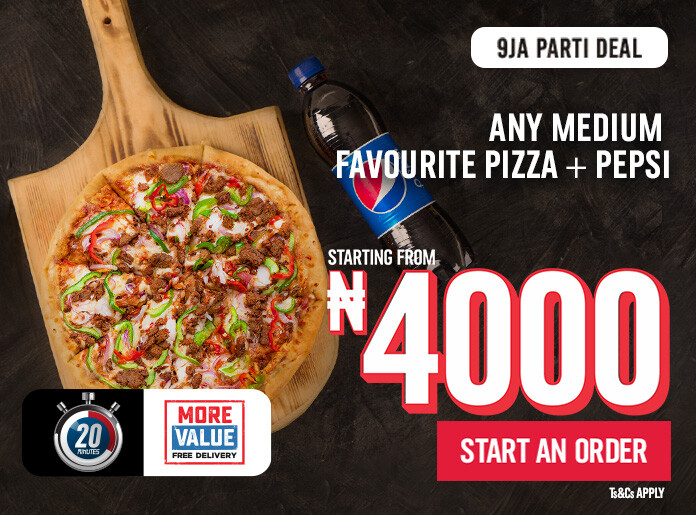 9JA PARTI DEAL
ANY MEDIUM
FAVOURITE PIZZA + PEPSI
STARTING FROM
₦4000
START AN ORDER
Ts&Cs APPLY
20
MINUTES
MORE
VALUE
FREE DELIVERY